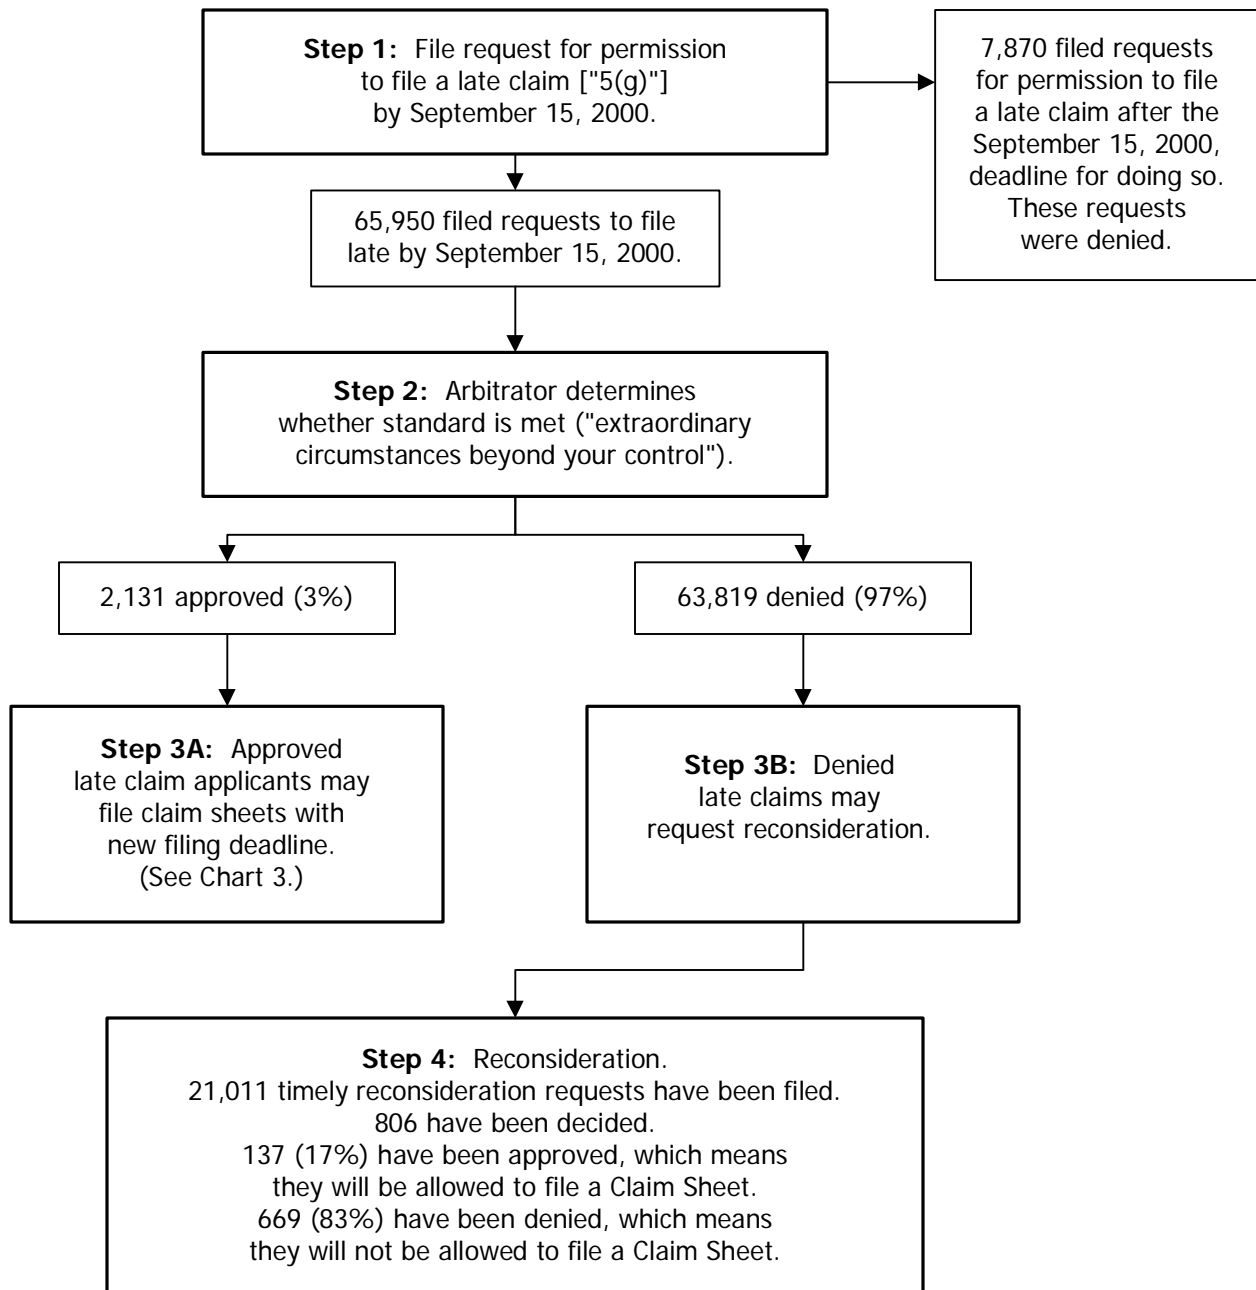 Step 1: File request for permission
to file a late claim ["5(g)"]
by September 15, 2000.
7,870 filed requests
for permission to file
a late claim after the
September 15, 2000,
deadline for doing so.
These requests
were denied.
65,950 filed requests to file
late by September 15, 2000.
Step 2: Arbitrator determines
whether standard is met ("extraordinary
circumstances beyond your control").
2,131 approved (3%)
63,819 denied (97%)
Step 3A: Approved
late claim applicants may
file claim sheets with
new filing deadline.
(See Chart 3.)
Step 3B: Denied
late claims may
request reconsideration.
Step 4: Reconsideration.
21,011 timely reconsideration requests have been filed.
806 have been decided.
137 (17%) have been approved, which means
they will be allowed to file a Claim Sheet.
669 (83%) have been denied, which means
they will not be allowed to file a Claim Sheet.